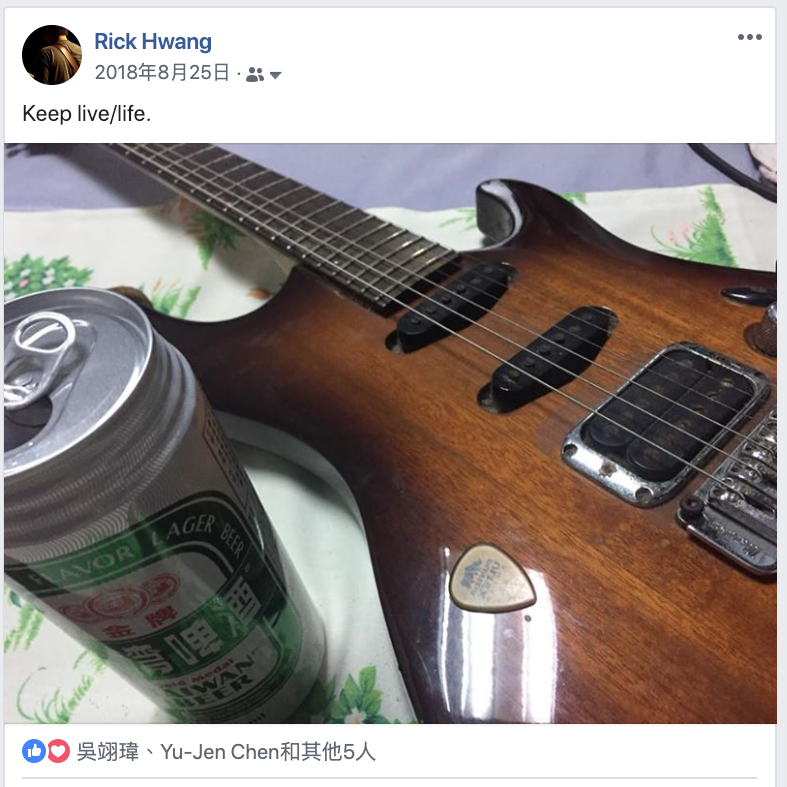 Rick Hwang
2018年8月25日 ·
Keep live/life.
FLAVOR LAGER BEER
金牌
啤酒
Gold Medal
TAIWAN
BEER
吳翊瑋、Yu-Jen Chen和其他5人